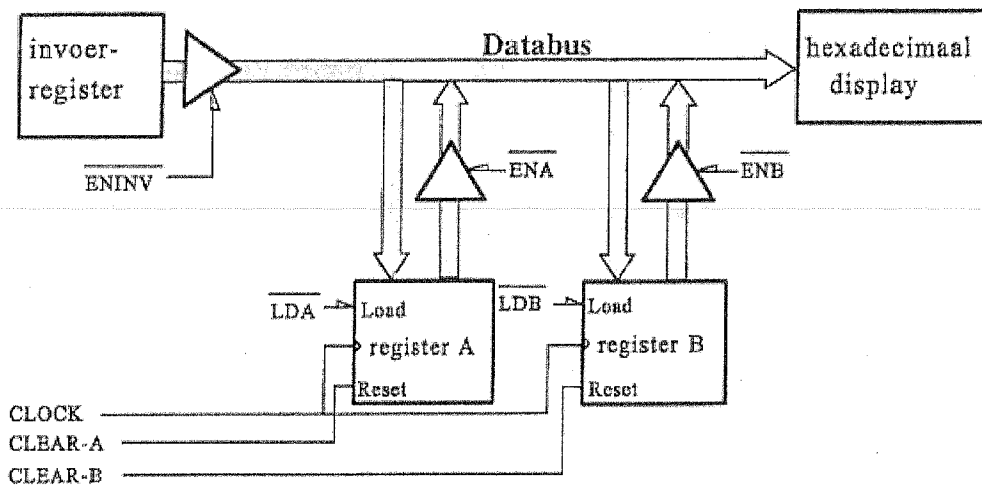 invoer-
register
Databus
hexadecimaal
display
ENINV
ENA
ENB
LDA
Load
register A
Reset
LDB
Load
register B
Reset
CLOCK
CLEAR-A
CLEAR-B